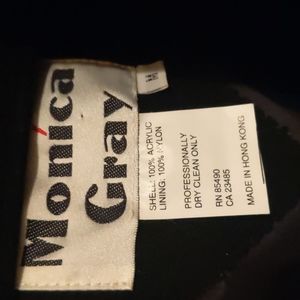 Monica
Gray
SHELL: 100% ACRYLIC
LINING: 100% NYLON
PROFESSIONALLY
DRY CLEAN ONLY
RN 85490
CA 23485
MADE IN HONG KONG